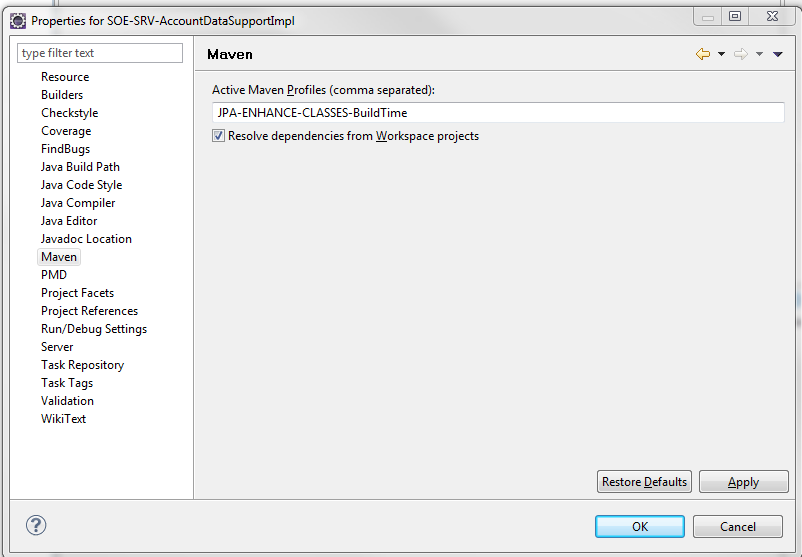 Properties for SOE-SRV-AccountDataSupportImpl
type filter text
Resource
Builders
Checkstyle
Coverage
FindBugs
Java Build Path
Java Code Style
Java Compiler
Java Editor
Javadoc Location
Maven
PMD
Project Facets
Project References
Run/Debug Settings
Server
Task Repository
Task Tags
Validation
WikiText
Maven
Active Maven Profiles (comma separated):
JPA-ENHANCE-CLASSES-BuildTime
Resolve dependencies from Workspace projects
Restore Defaults
Apply
?
OK
Cancel